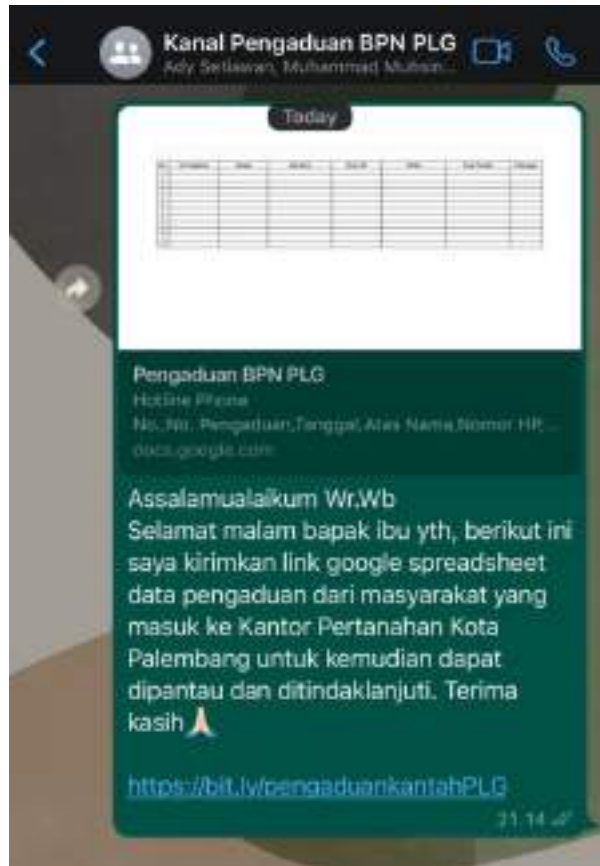 Kanal Pengaduan BPN PLG
Ady Setiawan, Muhammad Muhsin...
Today
Pengaduan BPN PLG
Hotline Phone
No.,No. Pengaduan,Tanggal,Atas Nama,Nomor HP,...
docs.google.com
Assalamualaikum Wr.Wb
Selamat malam bapak ibu yth, berikut ini
saya kirimkan link google spreadsheet
data pengaduan dari masyarakat yang
masuk ke Kantor Pertanahan Kota
Palembang untuk kemudian dapat
dipantau dan ditindaklanjuti. Terima
kasih🙏🏻
https://bit.ly/pengaduankantahPLG
21.14